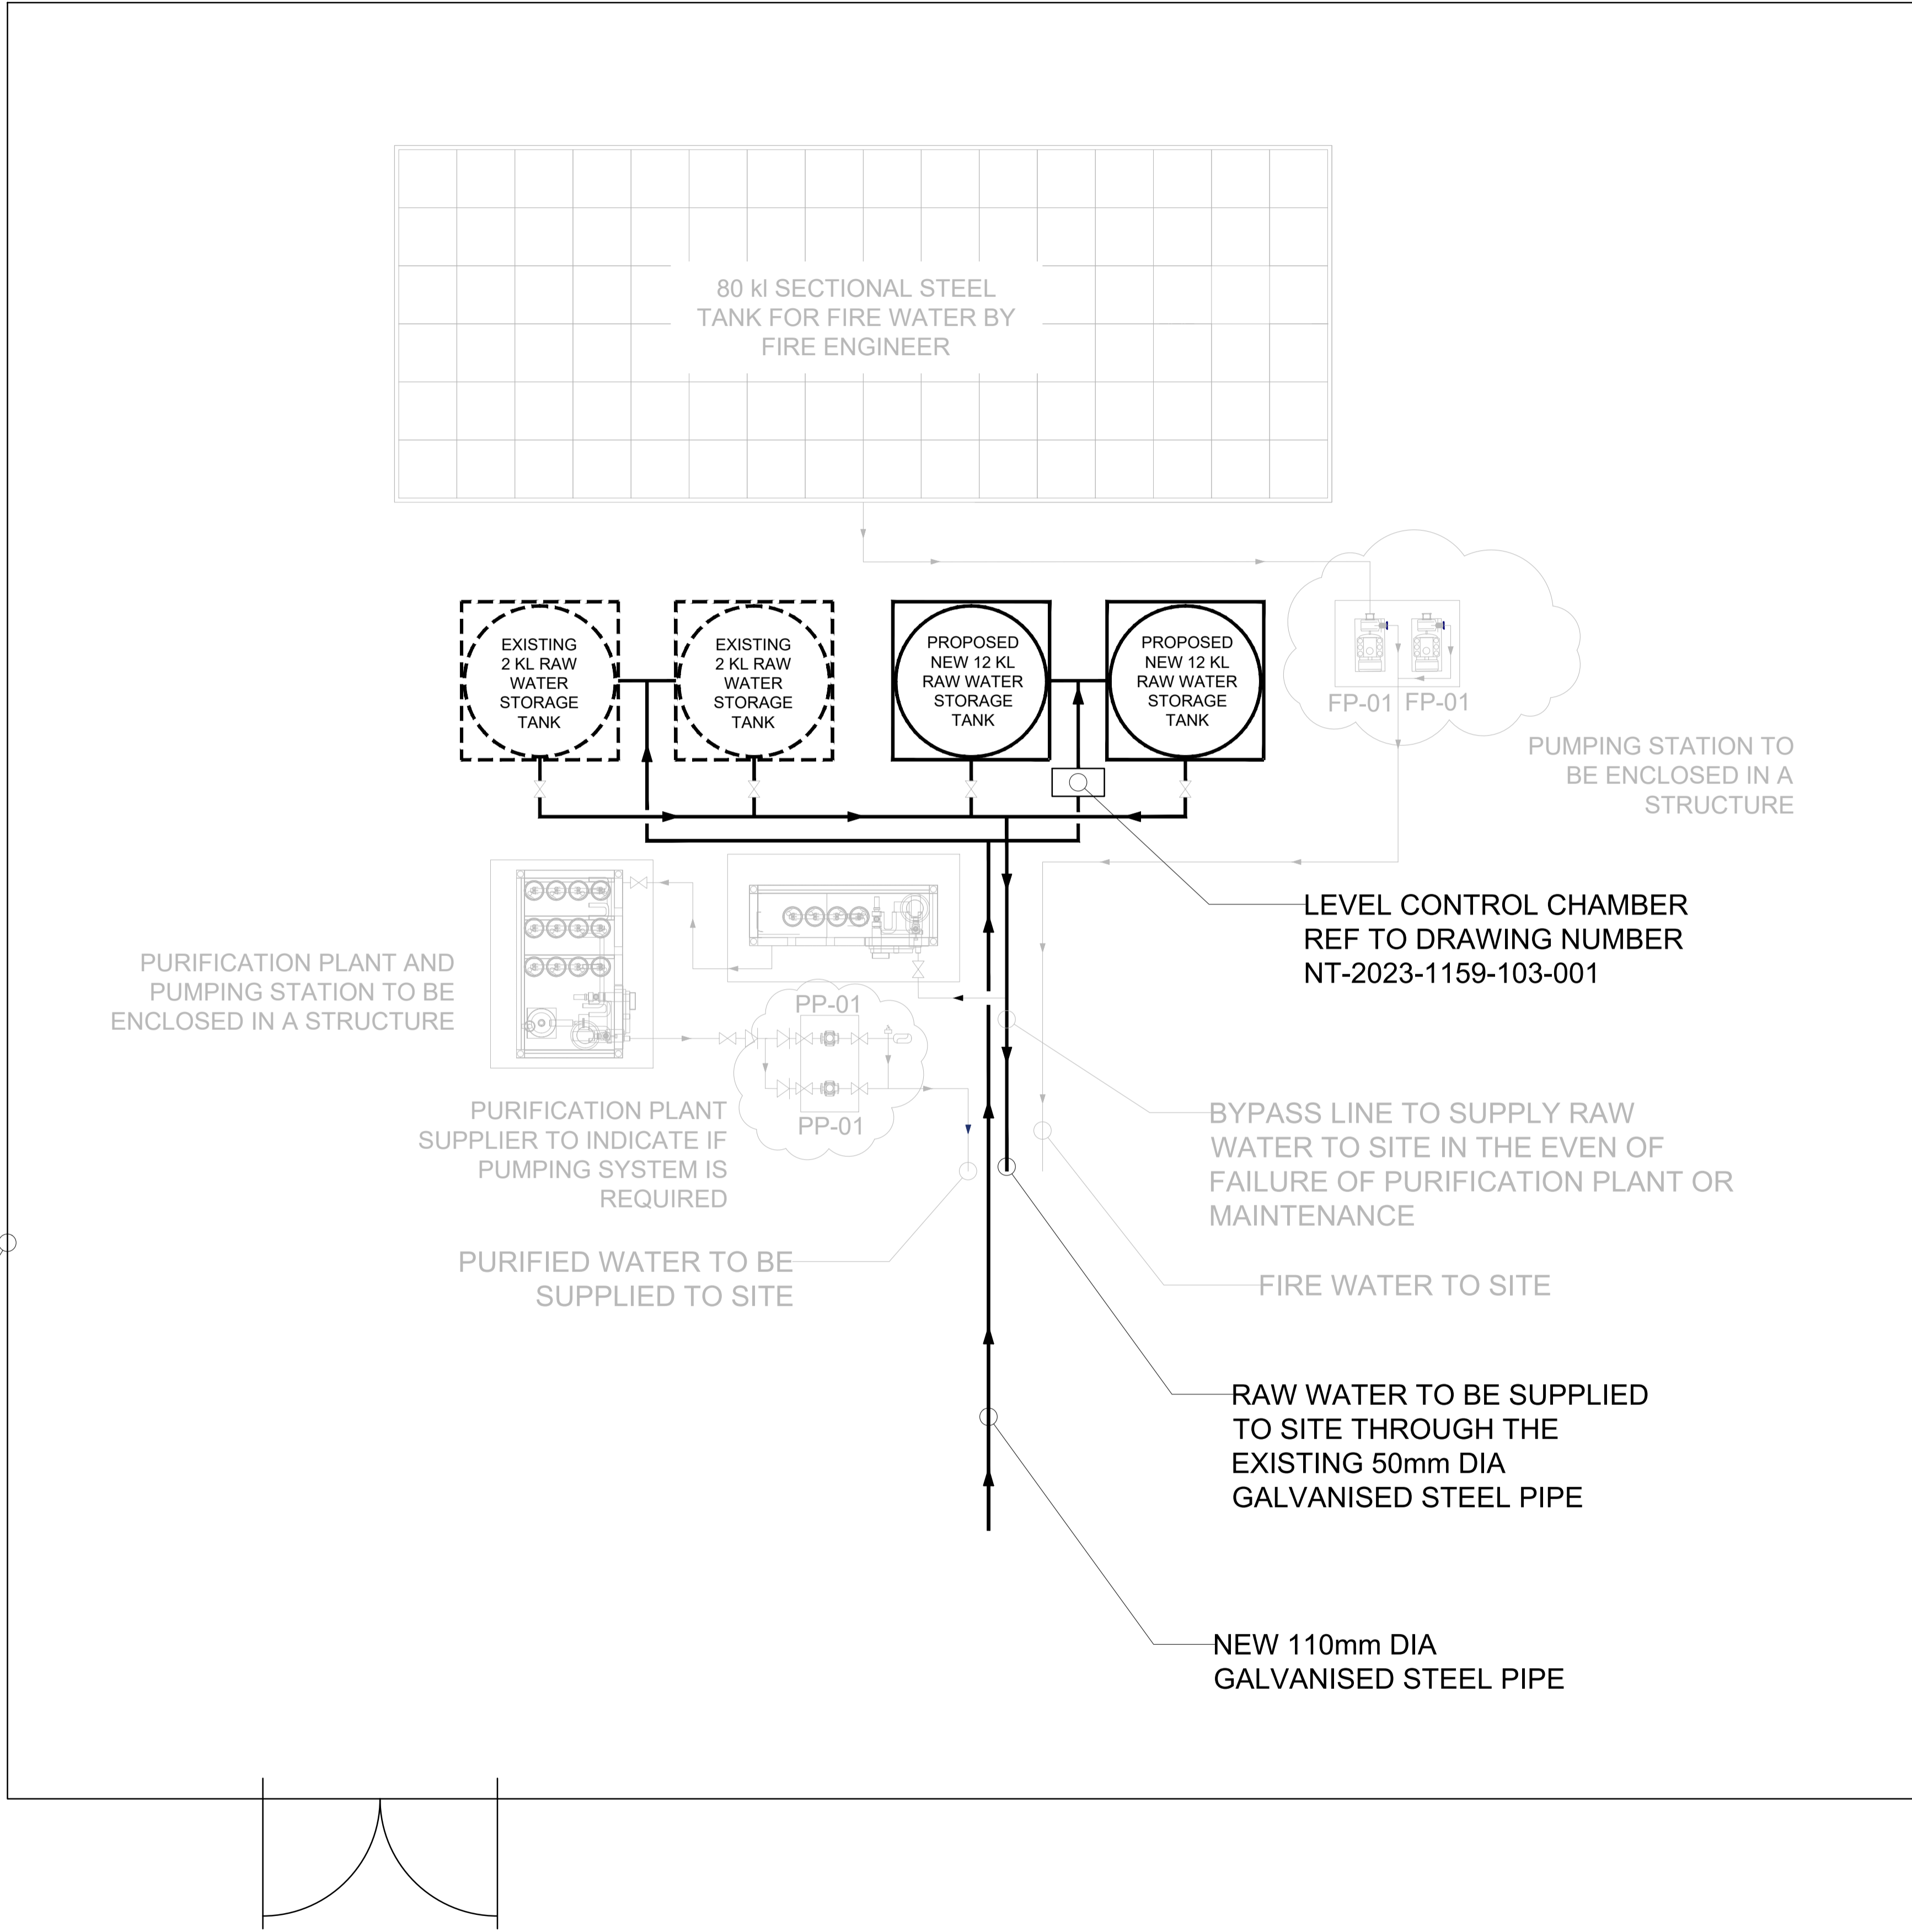 80 kl SECTIONAL STEEL
TANK FOR FIRE WATER BY
FIRE ENGINEER
EXISTING
2 KL RAW
WATER
STORAGE
TANK
EXISTING
2 KL RAW
WATER
STORAGE
TANK
PROPOSED
NEW 12 KL
RAW WATER
STORAGE
TANK
PROPOSED
NEW 12 KL
RAW WATER
STORAGE
TANK
FP-01
FP-01
PUMPING STATION TO
BE ENCLOSED IN A
STRUCTURE
LEVEL CONTROL CHAMBER
REF TO DRAWING NUMBER
NT-2023-1159-103-001
PURIFICATION PLANT AND
PUMPING STATION TO BE
ENCLOSED IN A STRUCTURE
PP-01
PP-01
PURIFICATION PLANT
SUPPLIER TO INDICATE IF
PUMPING SYSTEM IS
REQUIRED
BYPASS LINE TO SUPPLY RAW
WATER TO SITE IN THE EVEN OF
FAILURE OF PURIFICATION PLANT OR
MAINTENANCE
PURIFIED WATER TO BE
SUPPLIED TO SITE
FIRE WATER TO SITE
RAW WATER TO BE SUPPLIED
TO SITE THROUGH THE
EXISTING 50mm DIA
GALVANISED STEEL PIPE
NEW 110mm DIA
GALVANISED STEEL PIPE